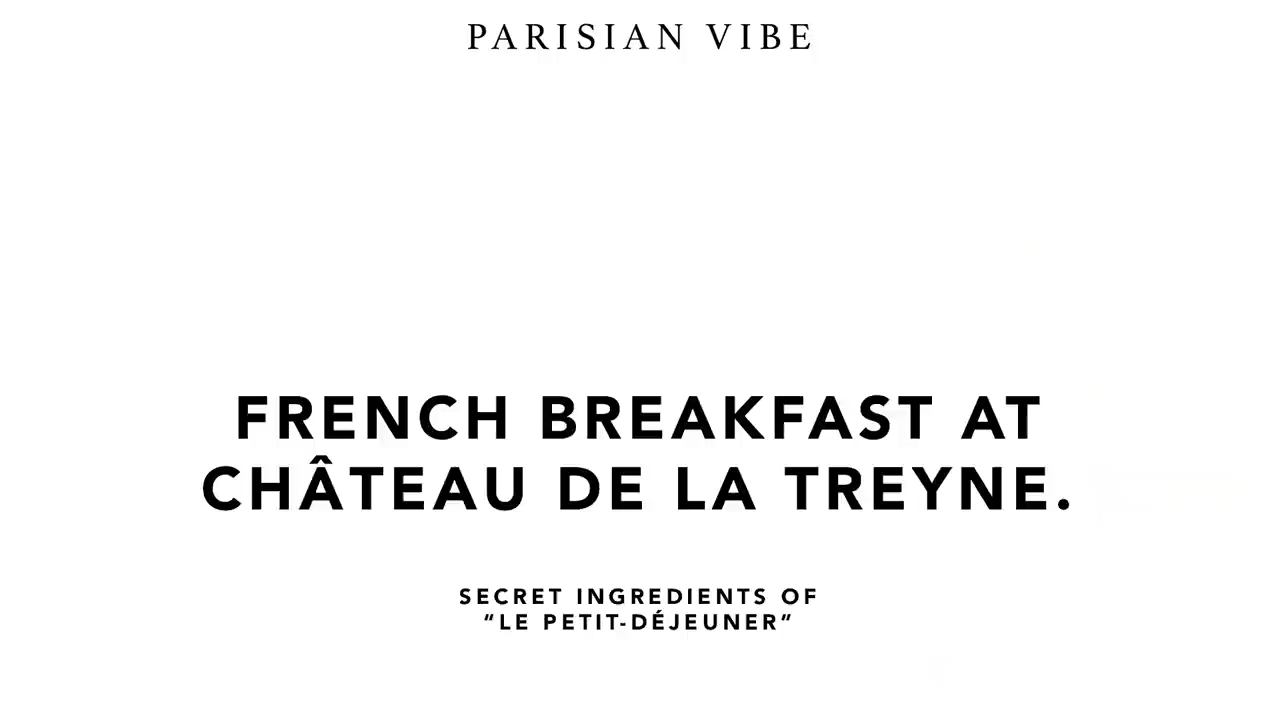 PARISIAN VIBE
FRENCH BREAKFAST AT
CHÂTEAU DE LA TREYNE.
SECRET INGREDIENTS OF
“LE PETIT-DÉJEUNER”